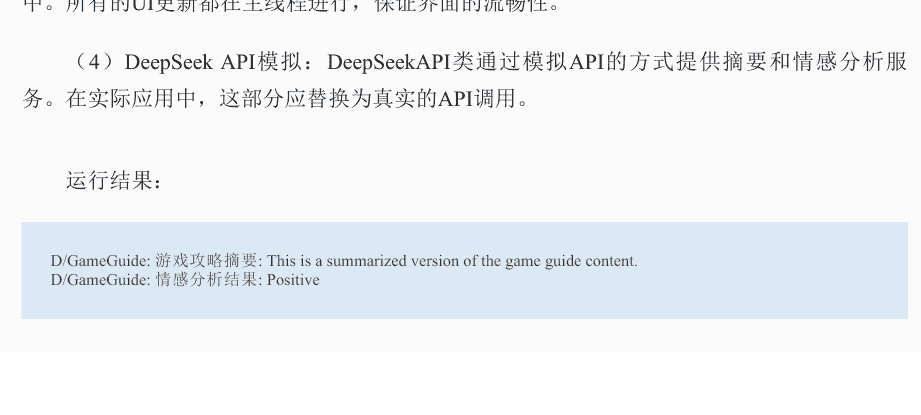 中。所有的UI更新都在主线程进行，保证界面的流畅性。
（4）DeepSeek API模拟：DeepSeekAPI类通过模拟API的方式提供摘要和情感分析服
务。在实际应用中，这部分应替换为真实的API调用。
运行结果：
D/GameGuide: 游戏攻略摘要: This is a summarized version of the game guide content.
D/GameGuide: 情感分析结果: Positive